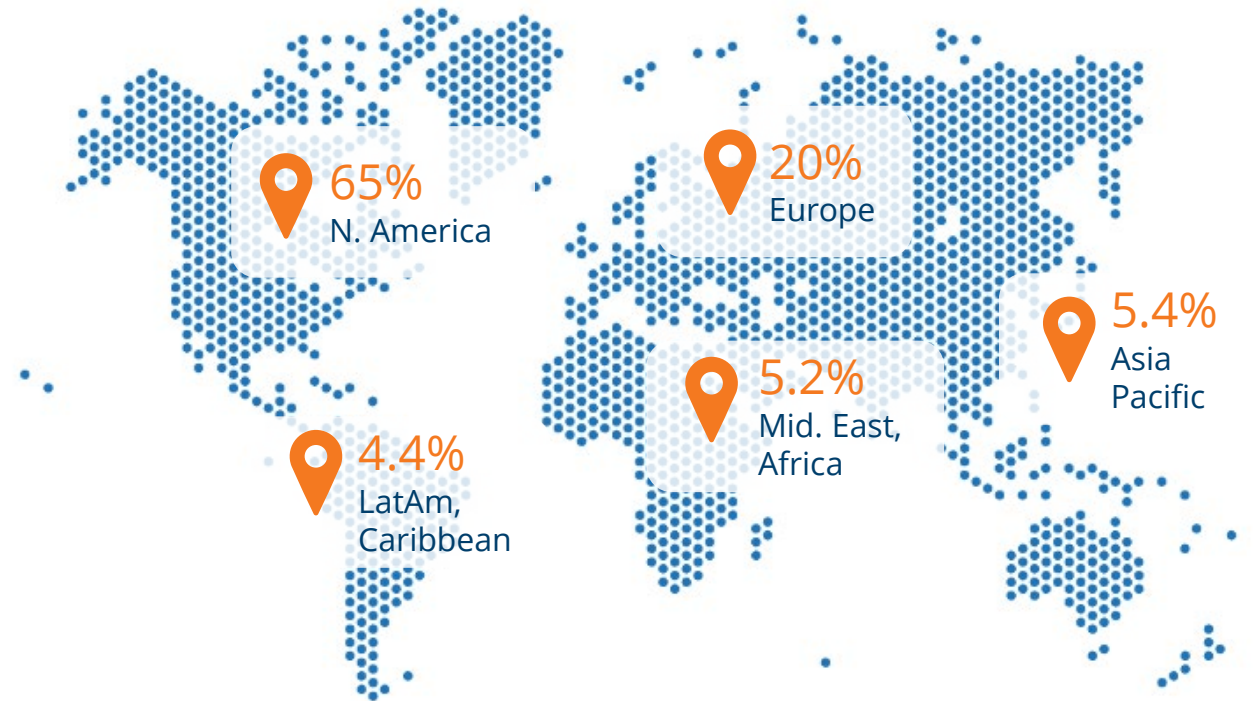 65%
N. America
20%
Europe
5.4%
Asia
Pacific
5.2%
Mid. East,
Africa
4.4%
LatAm,
Caribbean